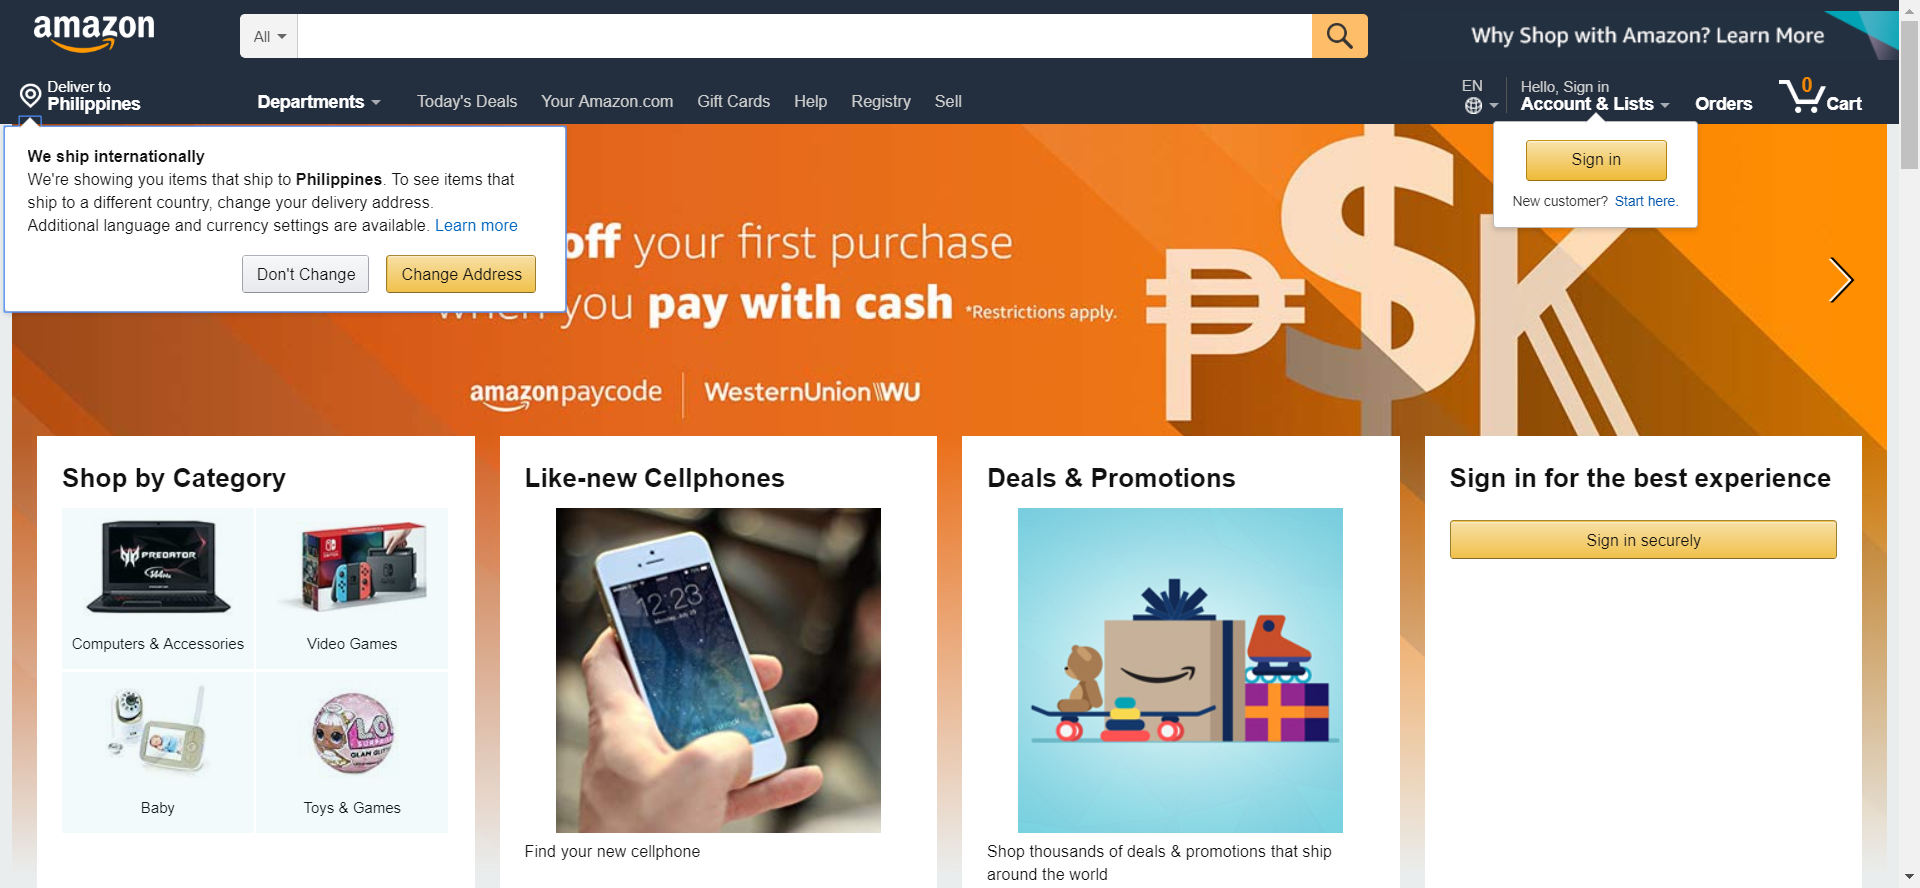 amazon
All
Why Shop with Amazon? Learn More
Deliver to
Philippines
Departments
Today's Deals
Your Amazon.com
Gift Cards
Help
Registry
Sell
EN
Hello, Sign in
Account & Lists
Orders
0
Cart
We ship internationally
We're showing you items that ship to Philippines. To see items that
ship to a different country, change your delivery address.
Additional language and currency settings are available. Learn more
Don't Change
Change Address
Sign in
New customer? Start here.
off your first purchase
when you pay with cash *Restrictions apply.
amazonpaycode
WesternUnion WU
₱$K
Shop by Category
PREDATOR
144Hz
Computers & Accessories
Video Games
Baby
L.O.L.
SURPRISE
GLAM GLITTER
Toys & Games
Like-new Cellphones
12:23
Find your new cellphone
Deals & Promotions
Shop thousands of deals & promotions that ship
around the world
Sign in for the best experience
Sign in securely